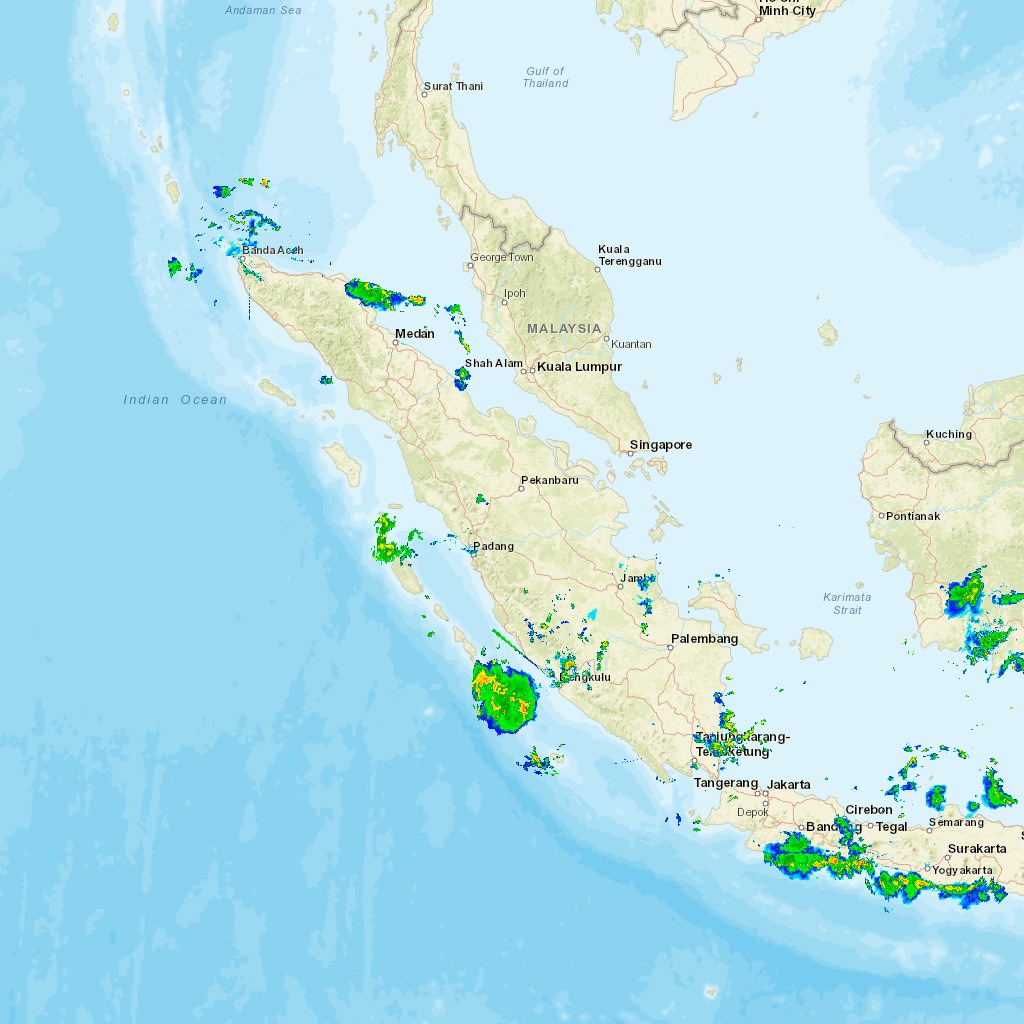 Andaman Sea
Minh City
Gulf of
Thailand
Surat Thani
Banda Aceh
George Town
Kuala
Terengganu
Ipoh
MALAYSIA
Medan
Kuantan
Shah Alam
Kuala Lumpur
Indian Ocean
Kuching
Singapore
Pekanbaru
Pontianak
Padang
Jambi
Karimata
Strait
Palembang
Bengkulu
Tanjungkarang-
Telukbetung
Tangerang
Jakarta
Depok
Cirebon
Bandung
Tegal
Semarang
Surakarta
Yogyakarta